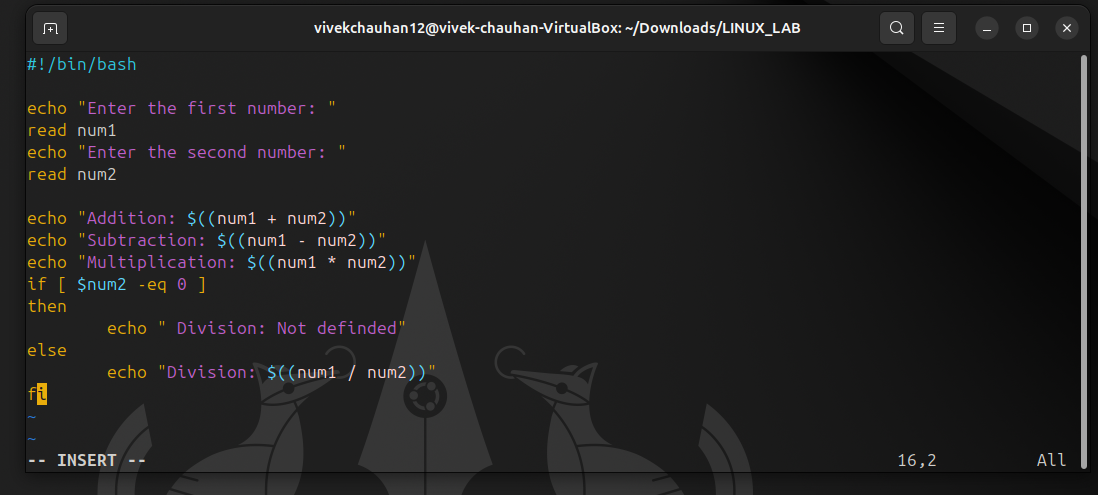 vivekchauhan12@vivek-chauhan-VirtualBox: ~/Downloads/LINUX_LAB
#!/bin/bash

echo "Enter the first number: "
read num1
echo "Enter the second number: "
read num2

echo "Addition: $((num1 + num2))"
echo "Subtraction: $((num1 - num2))"
echo "Multiplication: $((num1 * num2))"
if [ $num2 -eq 0 ]
then
        echo " Division: Not definded"
else
        echo "Division: $((num1 / num2))"
fi
~
~
-- INSERT --                    16,2          All